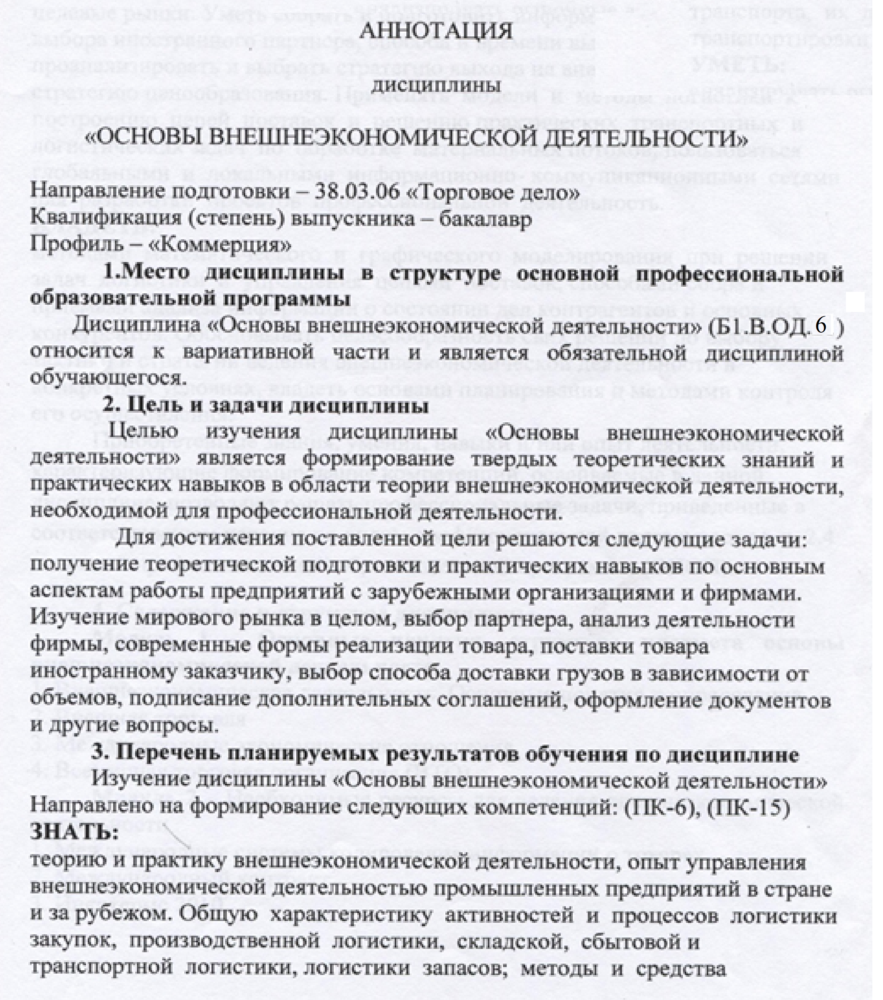 АННОТАЦИЯ
дисциплины
«ОСНОВЫ ВНЕШНЕЭКОНОМИЧЕСКОЙ ДЕЯТЕЛЬНОСТИ»
Направление подготовки – 38.03.06 «Торговое дело»
Квалификация (степень) выпускника – бакалавр
Профиль – «Коммерция»
1.Место дисциплины в структуре основной профессиональной
образовательной программы
Дисциплина «Основы внешнеэкономической деятельности» (Б1.В.ОД.6 )
относится к вариативной части и является обязательной дисциплиной
обучающегося.
2. Цель и задачи дисциплины
Целью изучения дисциплины «Основы внешнеэкономической
деятельности» является формирование твердых теоретических знаний и
практических навыков в области теории внешнеэкономической деятельности,
необходимой для профессиональной деятельности.
Для достижения поставленной цели решаются следующие задачи:
получение теоретической подготовки и практических навыков по основным
аспектам работы предприятий с зарубежными организациями и фирмами.
Изучение мирового рынка в целом, выбор партнера, анализ деятельности
фирмы, современные формы реализации товара, поставки товара
иностранному заказчику, выбор способа доставки грузов в зависимости от
объемов, подписание дополнительных соглашений, оформление документов
и другие вопросы.
3. Перечень планируемых результатов обучения по дисциплине
Изучение дисциплины «Основы внешнеэкономической деятельности»
Направлено на формирование следующих компетенций: (ПК-6), (ПК-15)
ЗНАТЬ:
теорию и практику внешнеэкономической деятельности, опыт управления
внешнеэкономической деятельностью промышленных предприятий в стране
и за рубежом. Общую характеристику активностей и процессов логистики
закупок, производственной логистики, складской, сбытовой и
транспортной логистики, логистики запасов; методы и средства